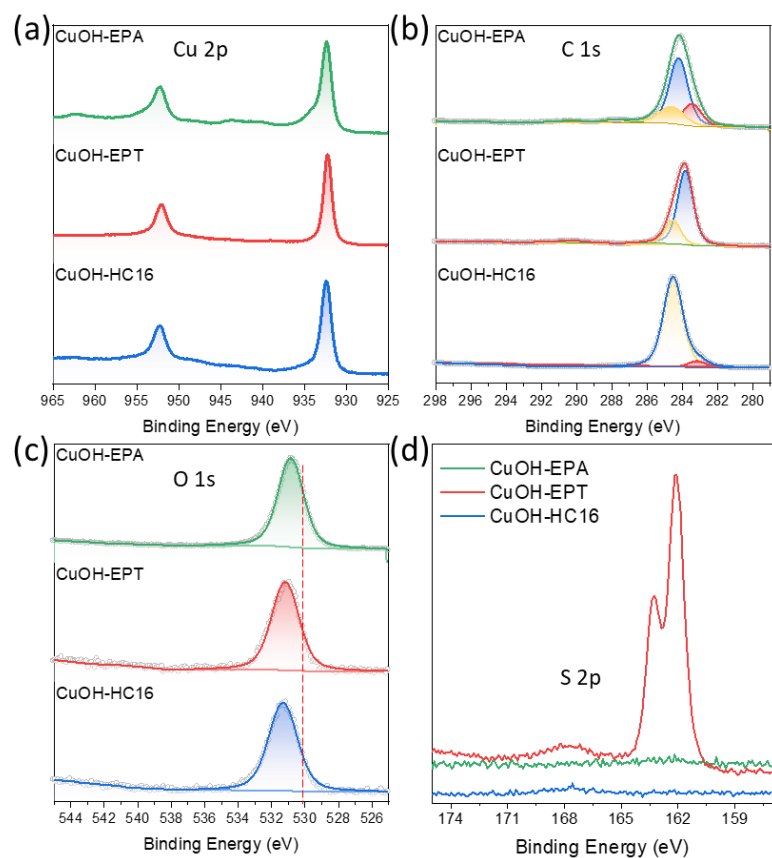 (a)
Cu 2p
CuOH-EPA
CuOH-EPT
CuOH-HC16
965 960 955 950 945 940 935 930 925
Binding Energy (eV)
(b)
C 1s
CuOH-EPA
CuOH-EPT
CuOH-HC16
298 296 294 292 290 288 286 284 282 280
Binding Energy (eV)
(c)
CuOH-EPA
O 1s
CuOH-EPT
CuOH-HC16
544 542 540 538 536 534 532 530 528 526
Binding Energy (eV)
(d)
CuOH-EPA
CuOH-EPT
CuOH-HC16
S 2p
174 171 168 165 162 159
Binding Energy (eV)